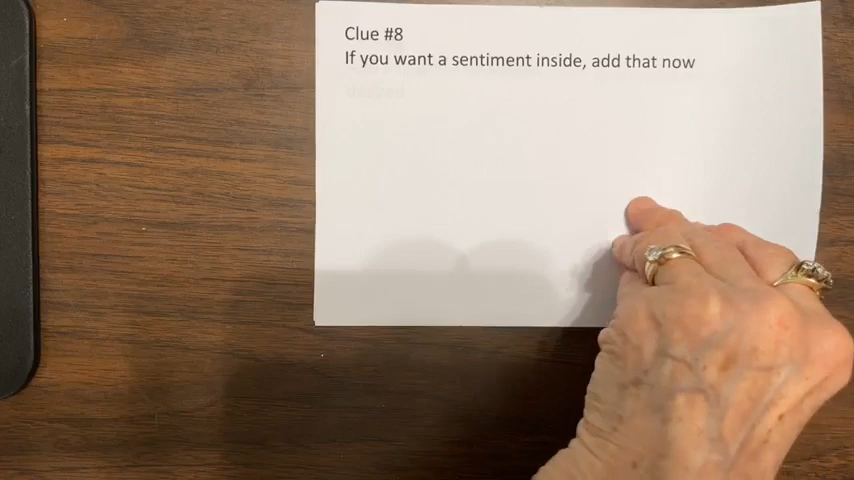 Clue #8
If you want a sentiment inside, add that now